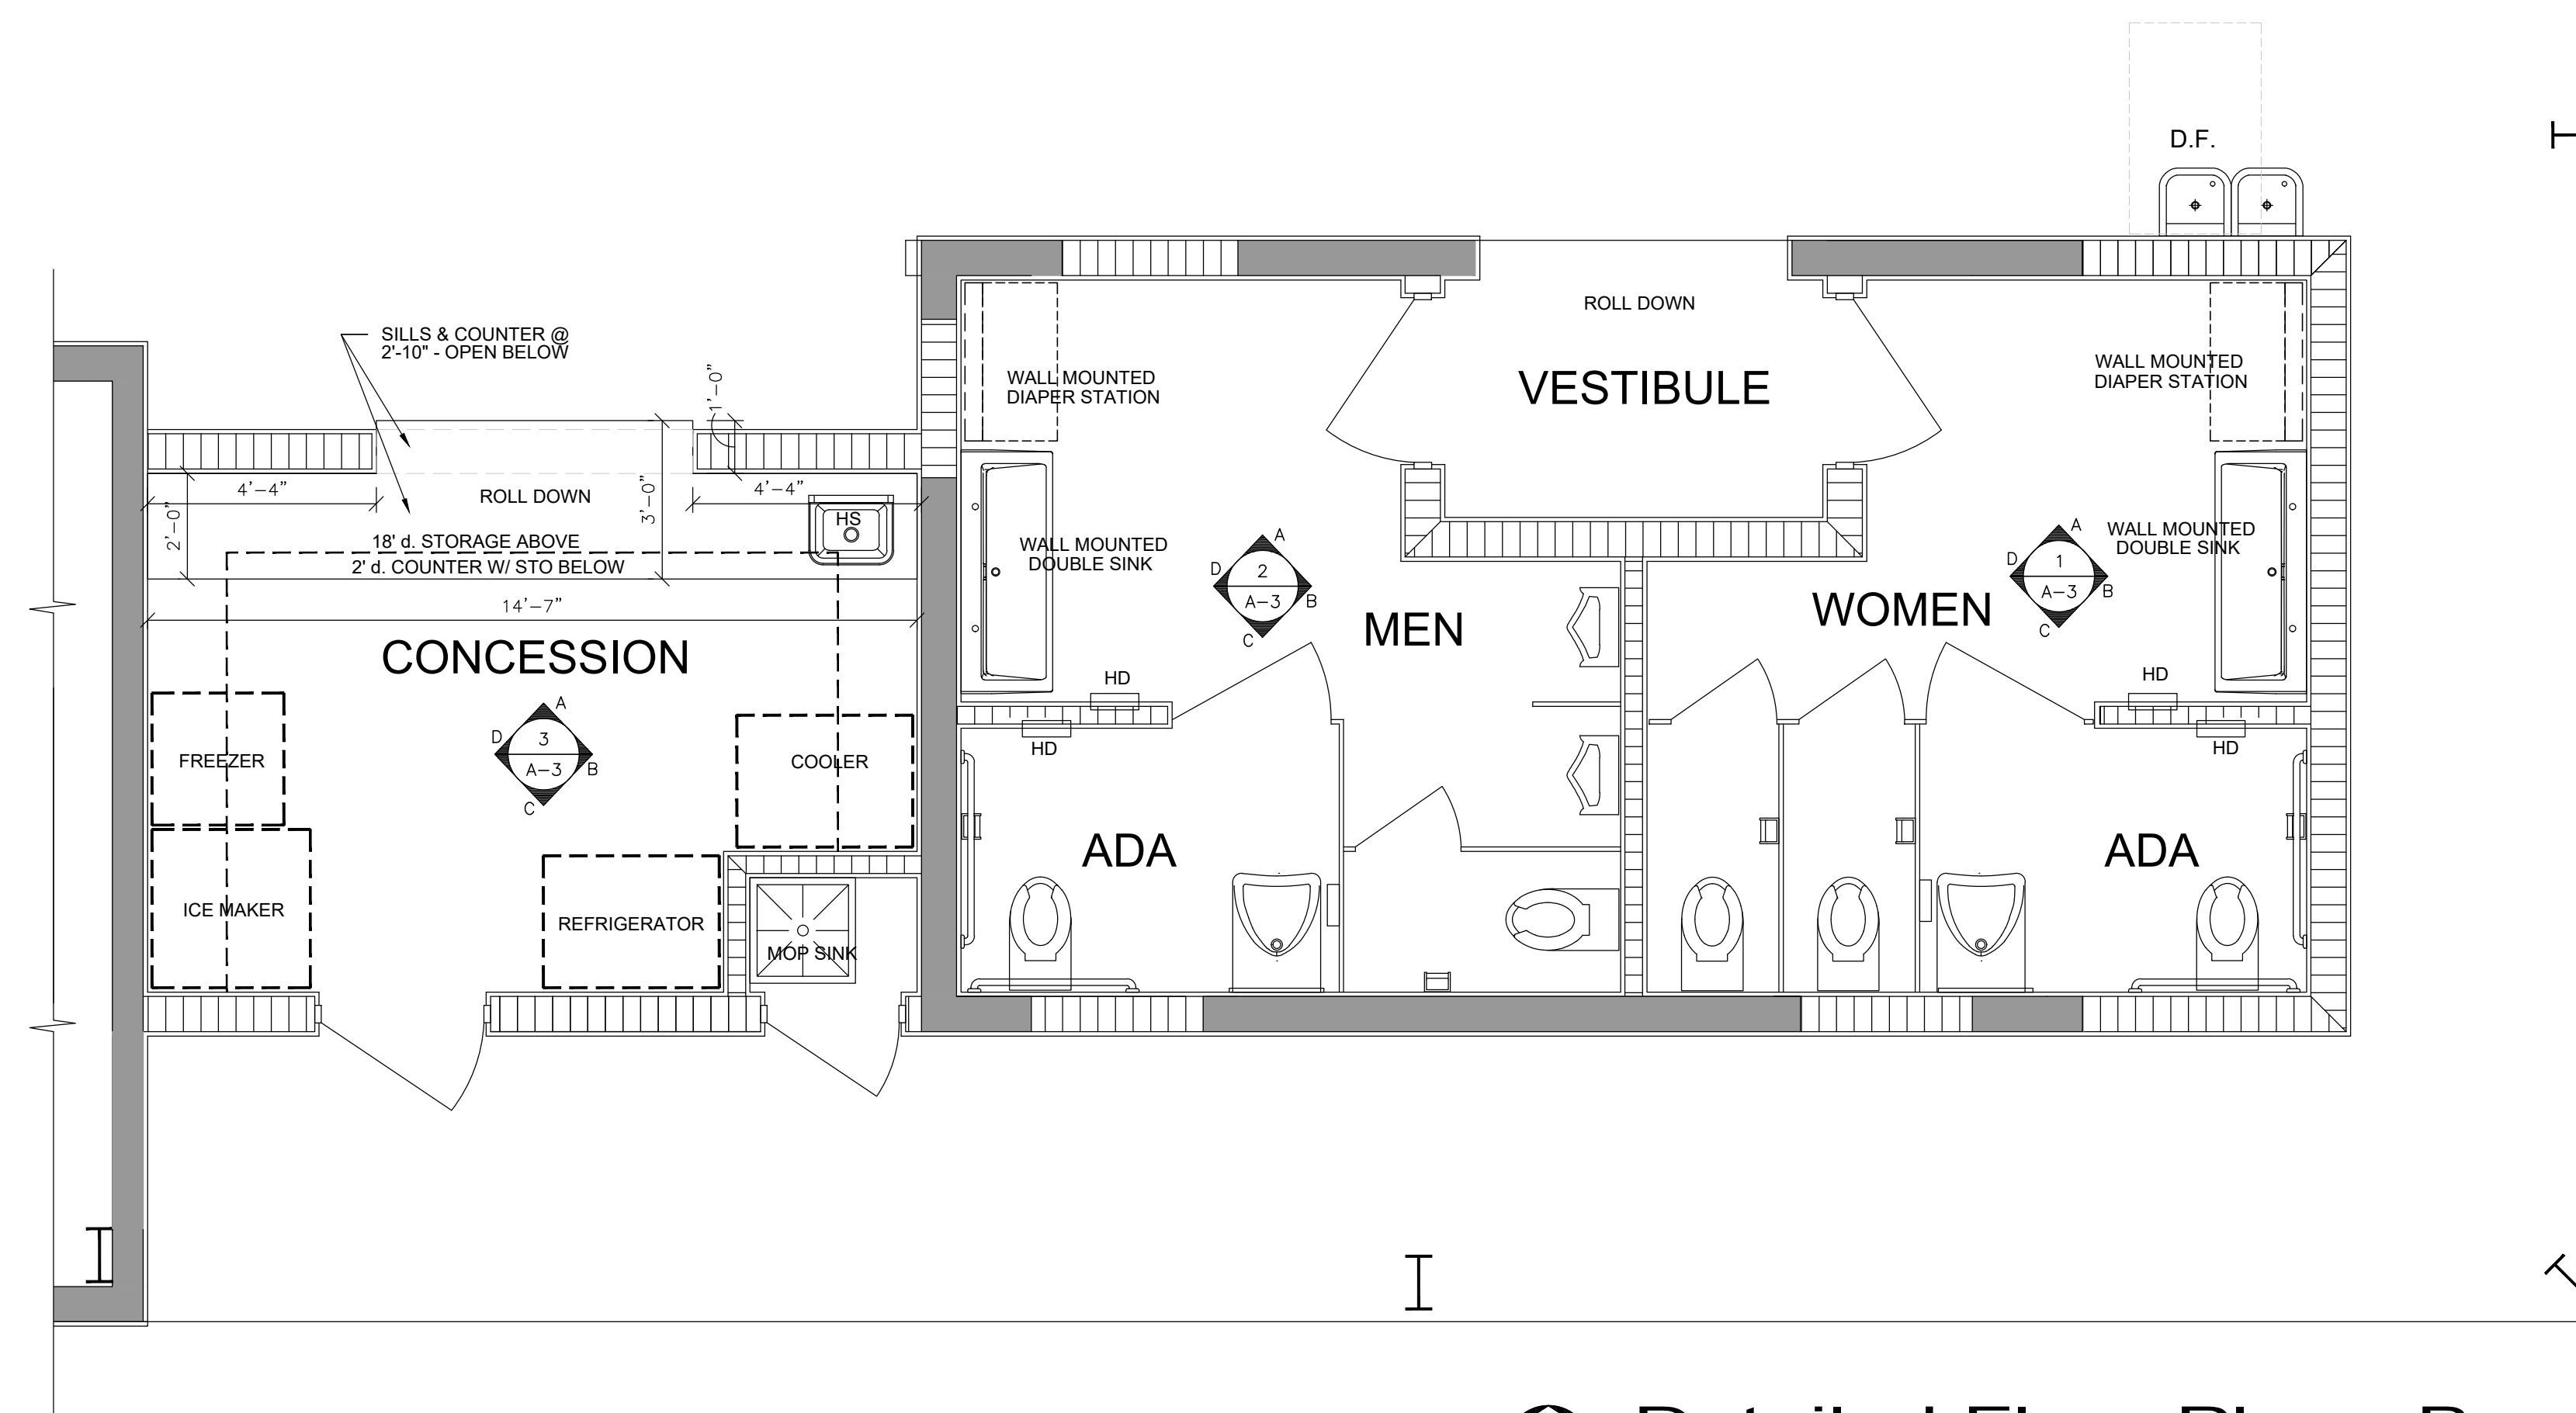 D.F.
ROLL DOWN
SILLS & COUNTER @
2'-10" - OPEN BELOW
1'-0"
WALL MOUNTED
DIAPER STATION
VESTIBULE
WALL MOUNTED
DIAPER STATION
4'-4"
ROLL DOWN
3'-0"
4'-4"
2'-0"
HS
18' d. STORAGE ABOVE
2' d. COUNTER W/ STO BELOW
14'-7"
WALL MOUNTED
DOUBLE SINK
A
D
2
A-3
B
C
MEN
WOMEN
A
D
1
A-3
B
C
WALL MOUNTED
DOUBLE SINK
CONCESSION
HD
HD
HD
HD
A
D
3
A-3
B
C
FREEZER
COOLER
ADA
ADA
ICE MAKER
REFRIGERATOR
MOP SINK